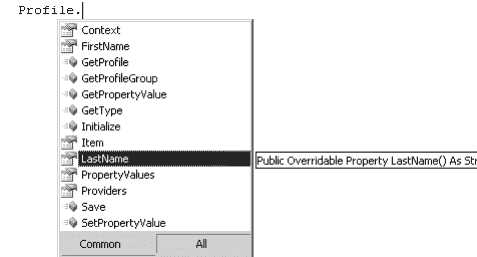 Profile.
Context
FirstName
GetProfile
GetProfileGroup
GetPropertyValue
GetType
Initialize
Item
LastName Public Overridable Property LastName() As Str
PropertyValues
Providers
Save
SetPropertyValue
Common All